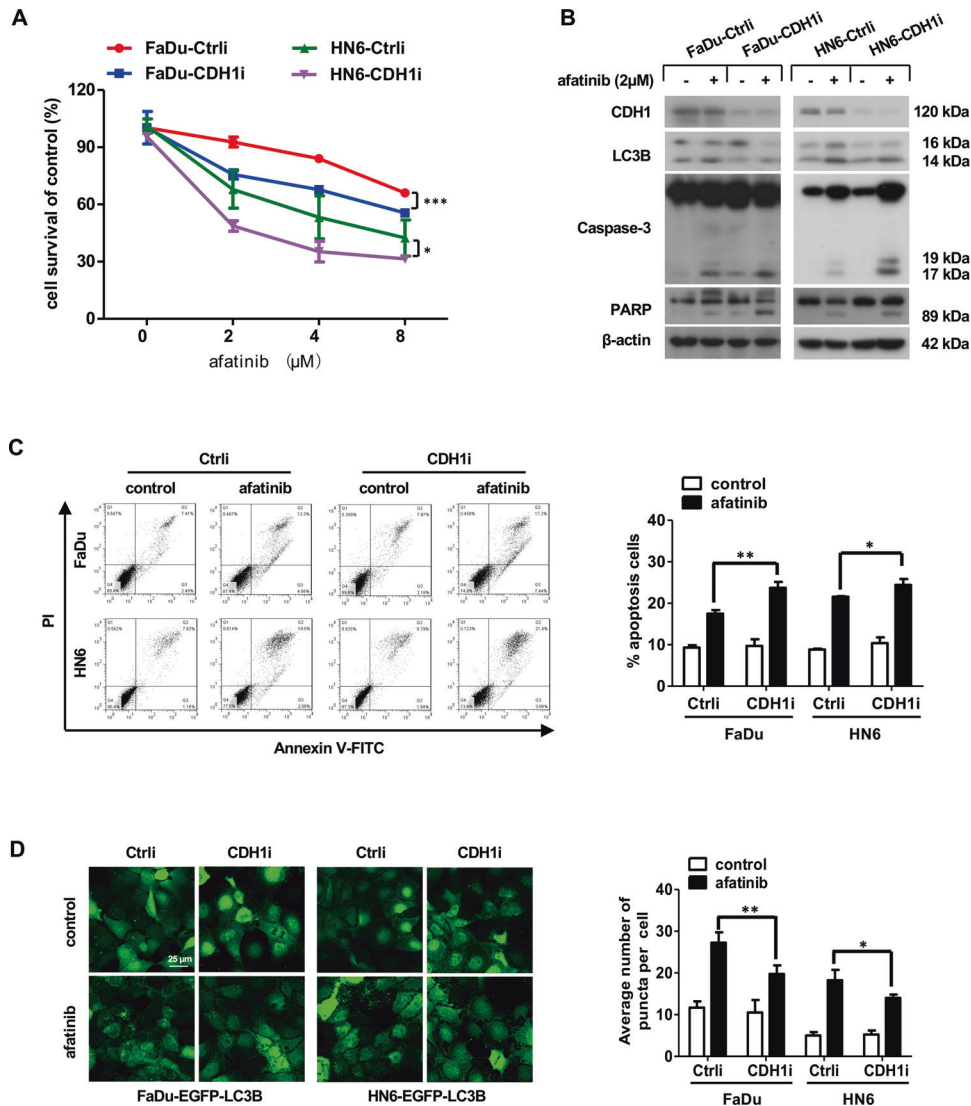 A
FaDu-Ctrli
HN6-Ctrli
FaDu-CDH1i
HN6-CDH1i
cell survival of control (%)
120
90
60
30
0
***
*
0
2
4
8
afatinib (μM)
B
FaDu-Ctrli
FaDu-CDH1i
HN6-Ctrli
HN6-CDH1i
afatinib (2μM)
- + - + - + - +
CDH1
120 kDa
LC3B
16 kDa
14 kDa
Caspase-3
19 kDa
17 kDa
PARP
89 kDa
β-actin
42 kDa
C
Ctrli
CDH1i
control
afatinib
control
afatinib
FaDu
HN6
PI
Annexin V-FITC
control
afatinib
% apoptosis cells
40
30
20
10
0
**
*
Ctrli
CDH1i
Ctrli
CDH1i
FaDu
HN6
D
Ctrli
CDH1i
Ctrli
CDH1i
control
25 μm
afatinib
FaDu-EGFP-LC3B
HN6-EGFP-LC3B
control
afatinib
Average number of
puncta per cell
40
30
20
10
0
**
*
Ctrli
CDH1i
Ctrli
CDH1i
FaDu
HN6